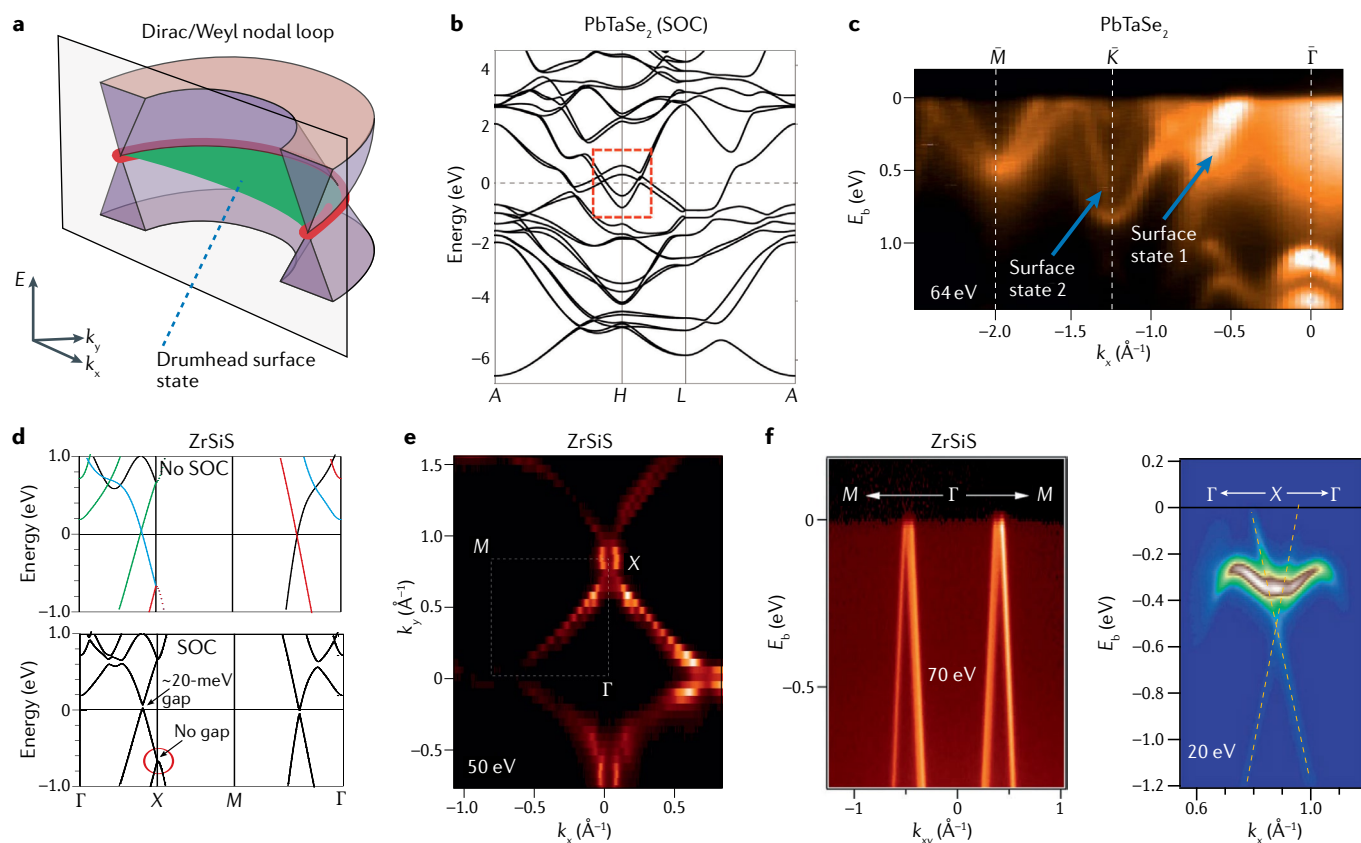 a
Dirac/Weyl nodal loop
E
k_y
k_x
Drumhead surface
state
b
PbTaSe₂ (SOC)
Energy (eV)
4
2
0
−2
−4
−6
A
H
L
A
c
PbTaSe₂
M̄
K̄
Γ̄
E_b (eV)
0
0.5
1.0
Surface
state 2
Surface
state 1
64 eV
−2.0
−1.5
−1.0
−0.5
0
k_x (Å⁻¹)
d
ZrSiS
No SOC
Energy (eV)
1.0
0
−1.0
SOC
~20-meV
gap
No gap
Energy (eV)
1.0
0
−1.0
Γ
X
M
Γ
e
ZrSiS
k_y (Å⁻¹)
1.5
1.0
0.5
0
−0.5
M
X
Γ
50 eV
−1.0
−0.5
0
0.5
k_x (Å⁻¹)
f
ZrSiS
M
Γ
M
E_b (eV)
0
−0.5
70 eV
−1
0
1
k_xy (Å⁻¹)
Γ
X
Γ
E_b (eV)
0.2
0
−0.2
−0.4
−0.6
−0.8
−1.0
−1.2
20 eV
0.6
1.0
k_x (Å⁻¹)